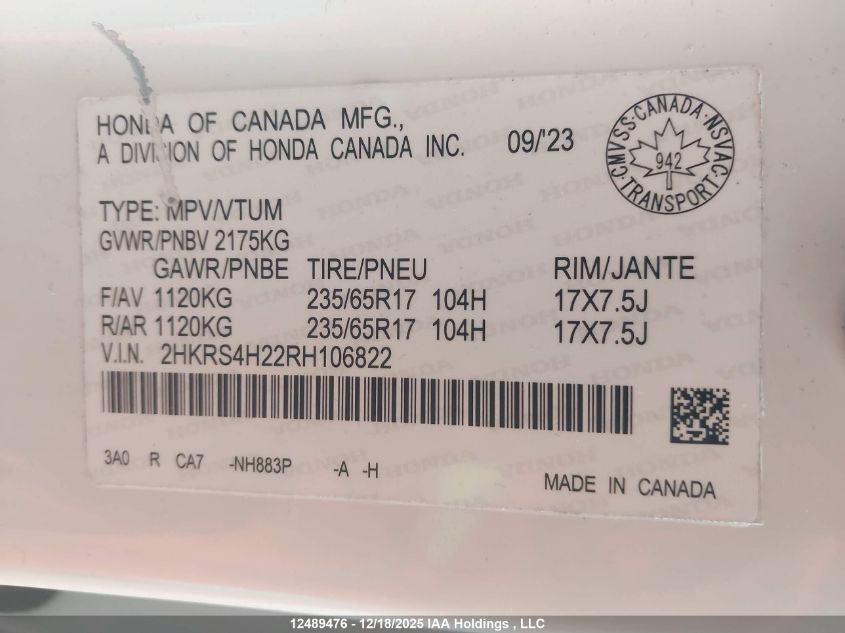 HONDA OF CANADA MFG.,
A DIVISION OF HONDA CANADA INC. 09/'23
CMVSS·CANADA·NSVAC
942
TRANSPORT
TYPE: MPV/VTUM
GVWR/PNBV 2175KG
GAWR/PNBE TIRE/PNEU RIM/JANTE
F/AV 1120KG 235/65R17 104H 17X7.5J
R/AR 1120KG 235/65R17 104H 17X7.5J
V.I.N. 2HKRS4H22RH106822
3A0 R CA7 -NH883P -A -H
MADE IN CANADA
12489476 - 12/18/2025 IAA Holdings , LLC